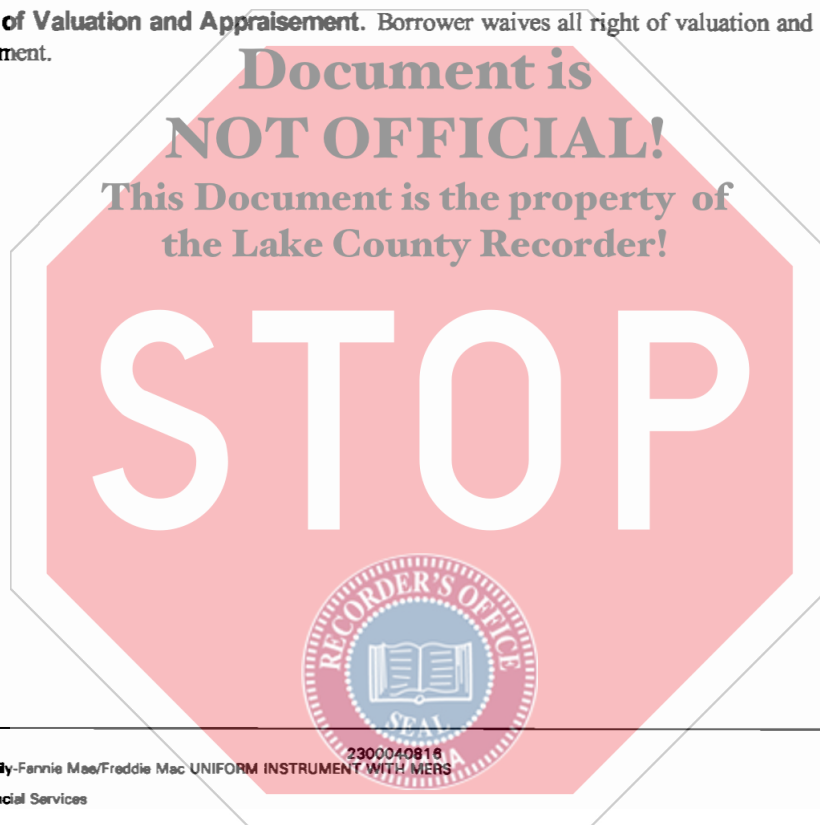 of Valuation and Appraisement. Borrower waives all right of valuation and
ment.
Document is
NOT OFFICIAL!
This Document is the property of
the Lake County Recorder!
STOP
RECORDER'S OFFICE
SEAL
2300040816
ly-Fannie Mae/Freddie Mac UNIFORM INSTRUMENT WITH MERS
cial Services